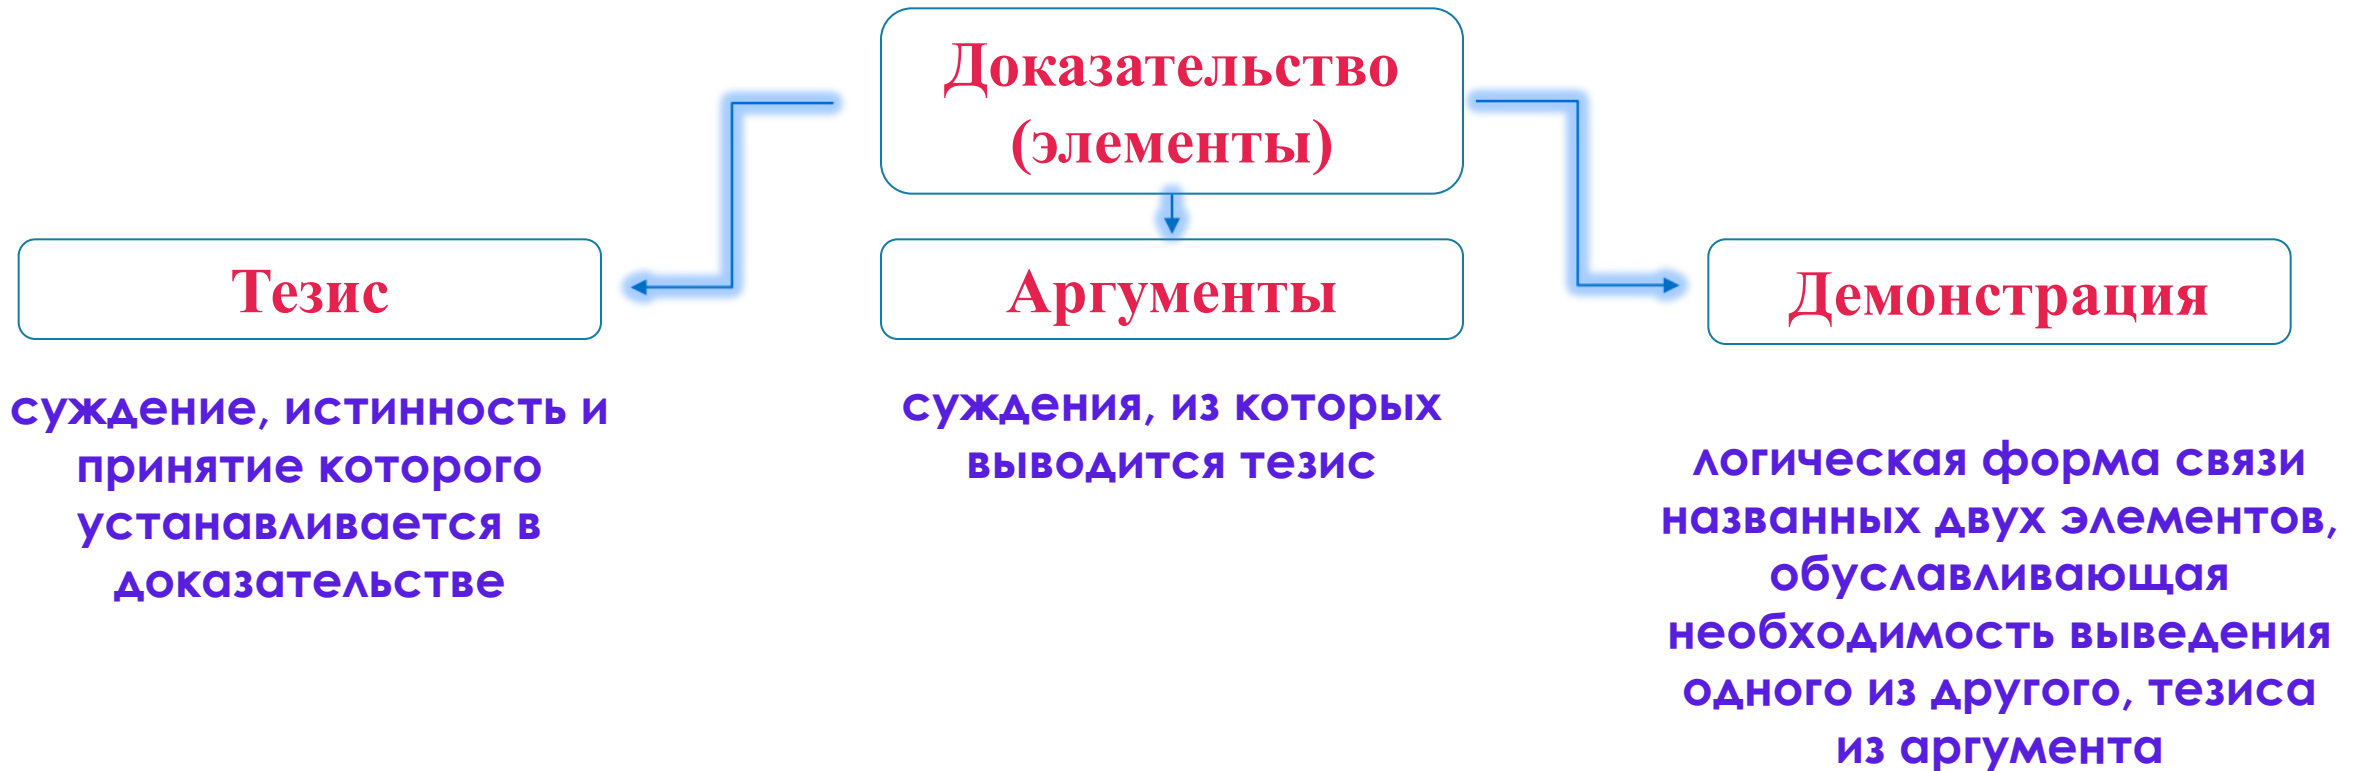 Доказательство
(элементы)
Тезис
Аргументы
Демонстрация
суждение, истинность и
принятие которого
устанавливается в
доказательстве
суждения, из которых
выводится тезис
логическая форма связи
названных двух элементов,
обуславливающая
необходимость выведения
одного из другого, тезиса
из аргумента